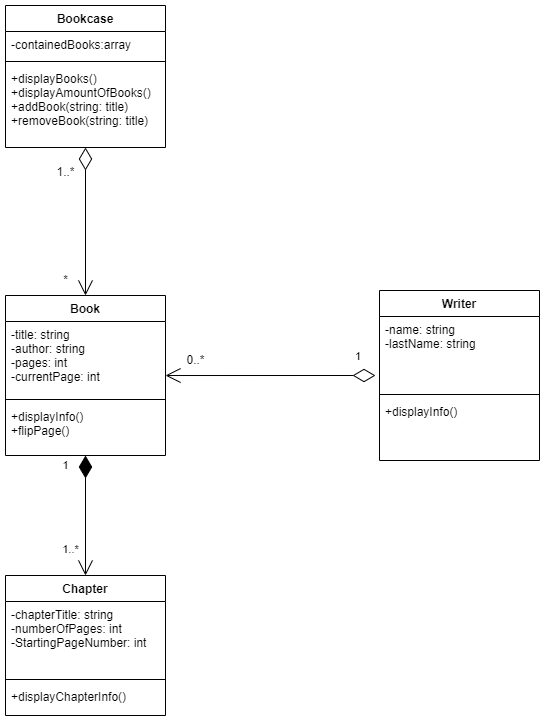 Bookcase
-containedBooks:array
+displayBooks()
+displayAmountOfBooks()
+addBook(string: title)
+removeBook(string: title)
1..*
*
Book
-title: string
-author: string
-pages: int
-currentPage: int
+displayInfo()
+flipPage()
0..*
1
Writer
-name: string
-lastName: string
+displayInfo()
1
1..*
Chapter
-chapterTitle: string
-numberOfPages: int
-StartingPageNumber: int
+displayChapterInfo()